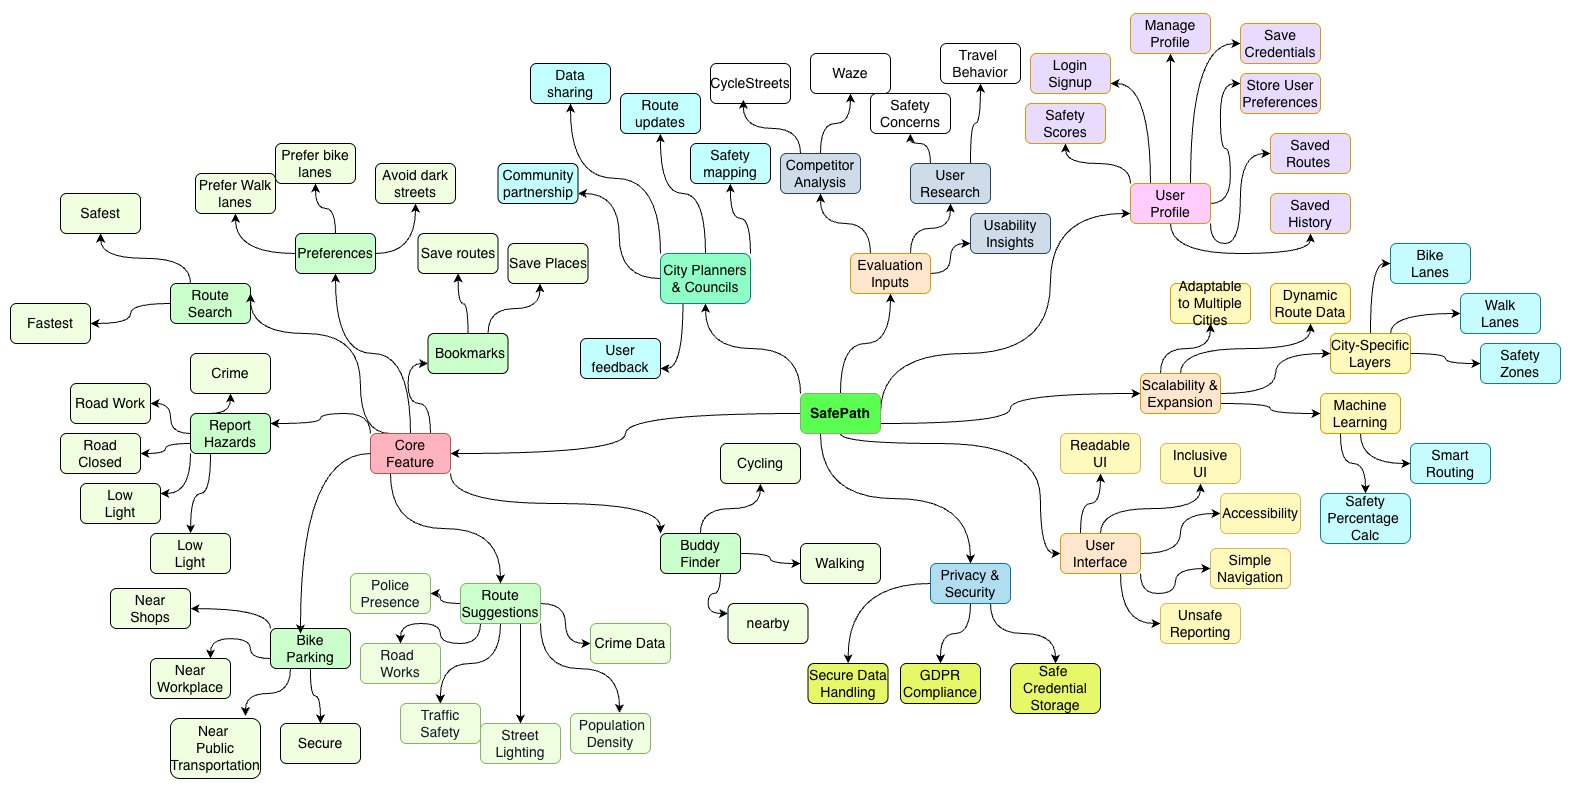 Manage
Profile
Save
Credentials
Login
Signup
Store User
Preferences
Safety
Scores
Saved
Routes
User
Profile
Saved
History
Data
sharing
Route
updates
Safety
mapping
Community
partnership
City Planners
& Councils
User
feedback
CycleStreets
Waze
Travel
Behavior
Safety
Concerns
Competitor
Analysis
User
Research
Usability
Insights
Evaluation
Inputs
Prefer bike
lanes
Prefer Walk
lanes
Avoid dark
streets
Preferences
Safest
Route
Search
Fastest
Save routes
Save Places
Bookmarks
Crime
Road Work
Report
Hazards
Road
Closed
Low
Light
Low
Light
Core
Feature
SafePath
Adaptable
to Multiple
Cities
Dynamic
Route Data
Bike
Lanes
Walk
Lanes
City-Specific
Layers
Safety
Zones
Scalability &
Expansion
Machine
Learning
Smart
Routing
Safety
Percentage
Calc
Readable
UI
Inclusive
UI
Accessibility
User
Interface
Simple
Navigation
Unsafe
Reporting
Cycling
Buddy
Finder
Walking
nearby
Privacy &
Security
Secure Data
Handling
GDPR
Compliance
Safe
Credential
Storage
Police
Presence
Route
Suggestions
Road
Works
Crime Data
Traffic
Safety
Street
Lighting
Population
Density
Near
Shops
Bike
Parking
Near
Workplace
Near
Public
Transportation
Secure